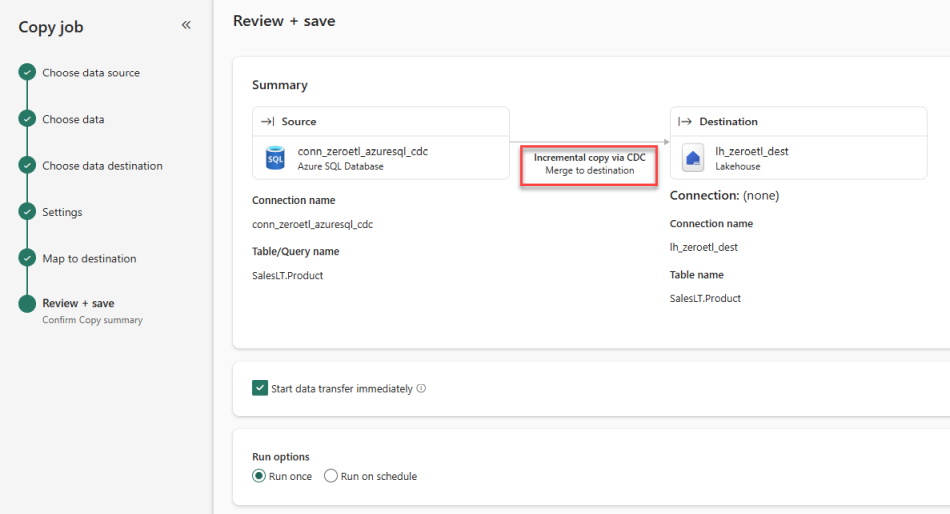 Copy job
Choose data source
Choose data
Choose data destination
Settings
Map to destination
Review + save
Confirm Copy summary
Review + save
Summary
Source
conn_zeroetl_azuresql_cdc
Azure SQL Database
SQL
Incremental copy via CDC
Merge to destination
Destination
lh_zeroetl_dest
Lakehouse
Connection name
conn_zeroetl_azuresql_cdc
Table/Query name
SalesLT.Product
Connection: (none)
Connection name
lh_zeroetl_dest
Table name
SalesLT.Product
Start data transfer immediately
Run options
Run once
Run on schedule